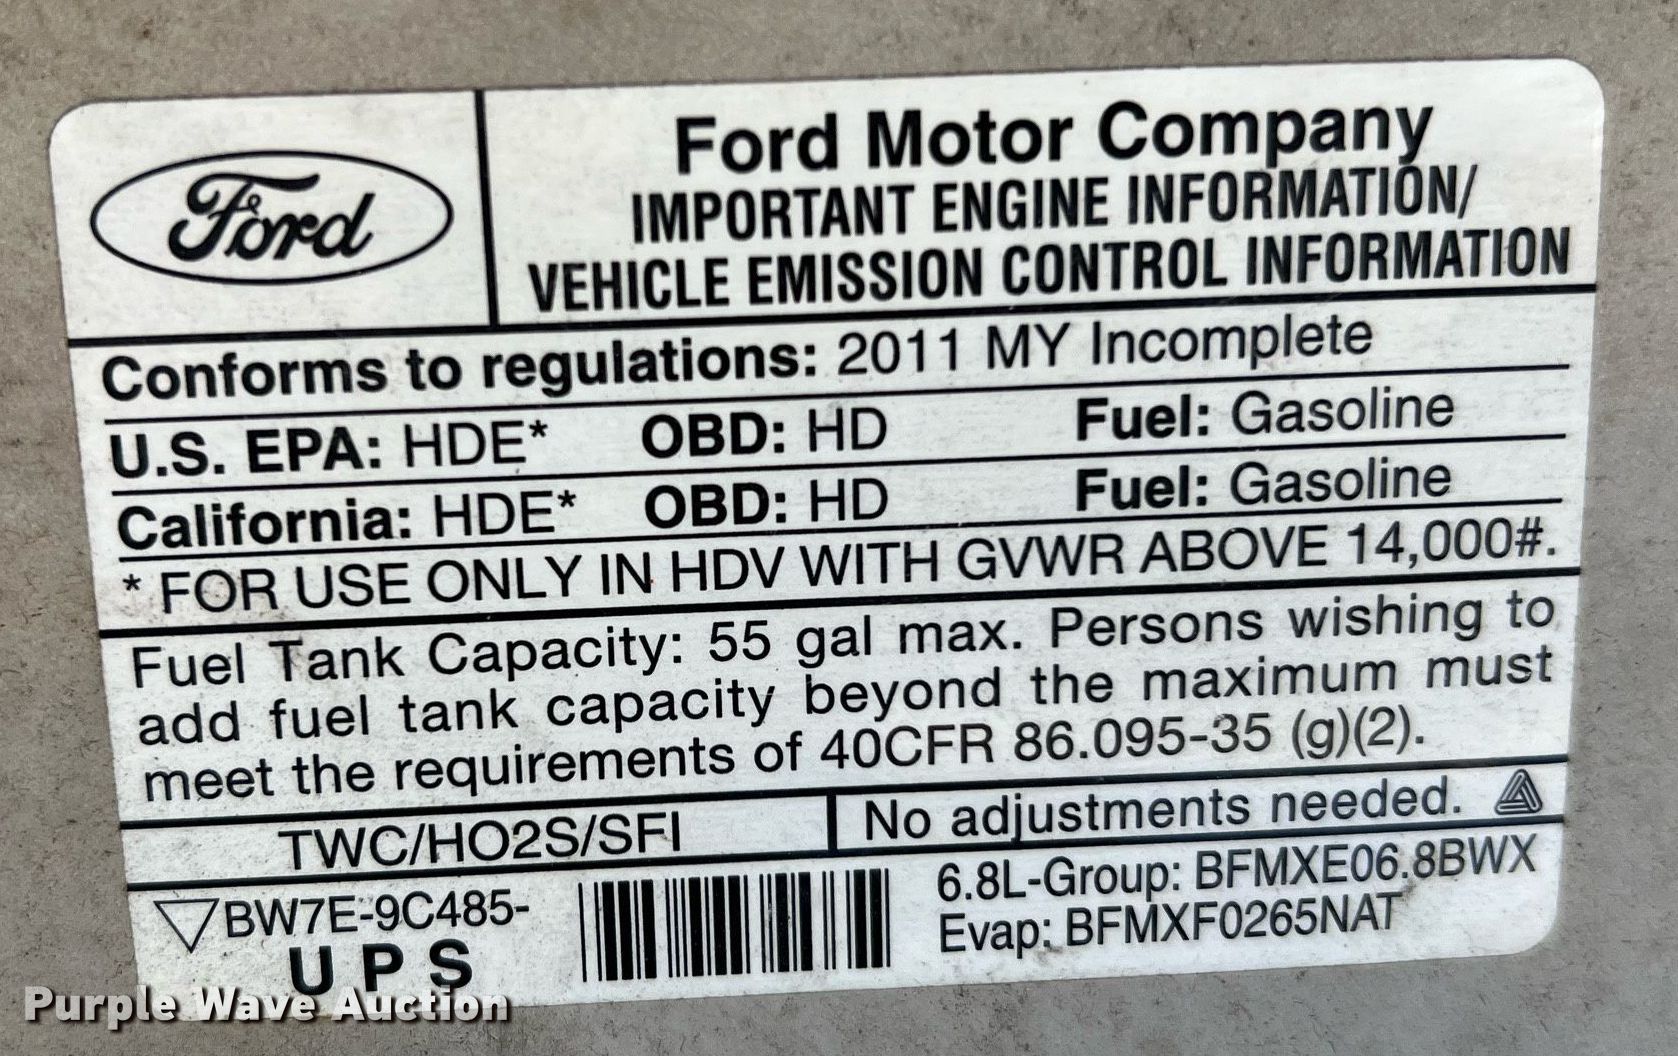 Ford
Ford Motor Company
IMPORTANT ENGINE INFORMATION/
VEHICLE EMISSION CONTROL INFORMATION
Conforms to regulations: 2011 MY Incomplete
U.S. EPA: HDE* OBD: HD Fuel: Gasoline
California: HDE* OBD: HD Fuel: Gasoline
* FOR USE ONLY IN HDV WITH GVWR ABOVE 14,000#.
Fuel Tank Capacity: 55 gal max. Persons wishing to
add fuel tank capacity beyond the maximum must
meet the requirements of 40CFR 86.095-35 (g)(2).
TWC/HO2S/SFI
No adjustments needed.
BW7E-9C485-
UPS
6.8L-Group: BFMXE06.8BWX
Evap: BFMXF0265NAT
Purple Wave Auction